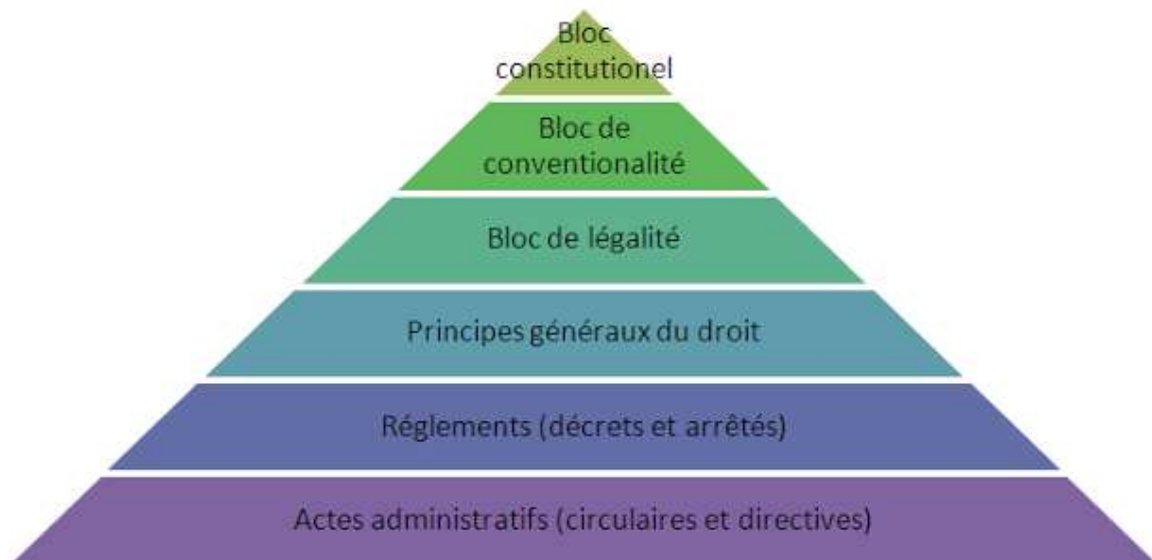 Bloc
constitutionel
Bloc de
conventionalité
Bloc de légalité
Principes généraux du droit
Réglements (décrets et arrêtés)
Actes administratifs (circulaires et directives)